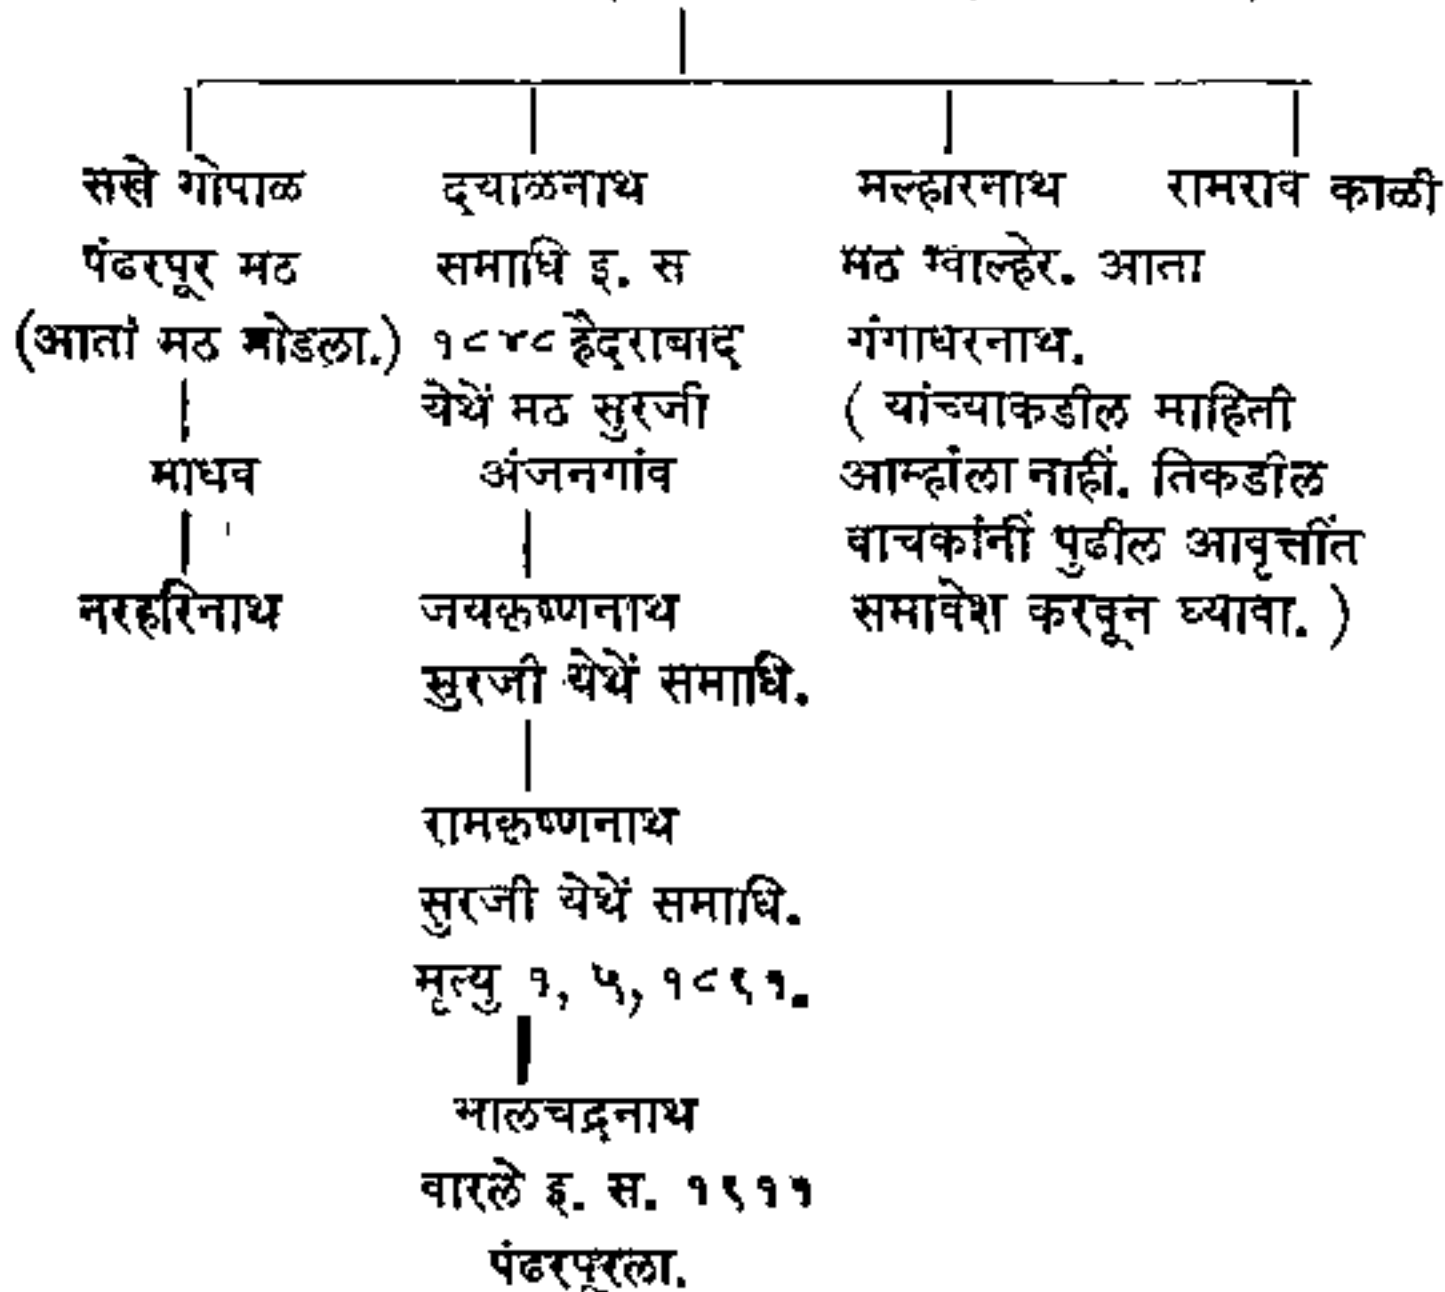 सखे गोपाळ
पंढरपूर मठ
(आतां मठ मोडला.)
माधव
नरहरिनाथ
दयाळनाथ
समाधि इ. स
१८४८ हैदराबाद
येथें मठ सुरजी
अंजनगांव
जयकृष्णनाथ
सुरजी येथें समाधि.
रामकृष्णनाथ
सुरजी येथें समाधि.
मृत्यु १, ५, १८९१.
भालचद्रनाथ
वारले इ. स. १९११
पंढरपूरला.
मल्हारनाथ
मठ ग्वाल्हेर. आता
गंगाधरनाथ.
( यांच्याकडील माहिती
आम्हांला नाहीं. तिकडील
वाचकांनीं पुढील आवृत्तींत
समावेश करवून घ्यावा. )
रामराव काळी